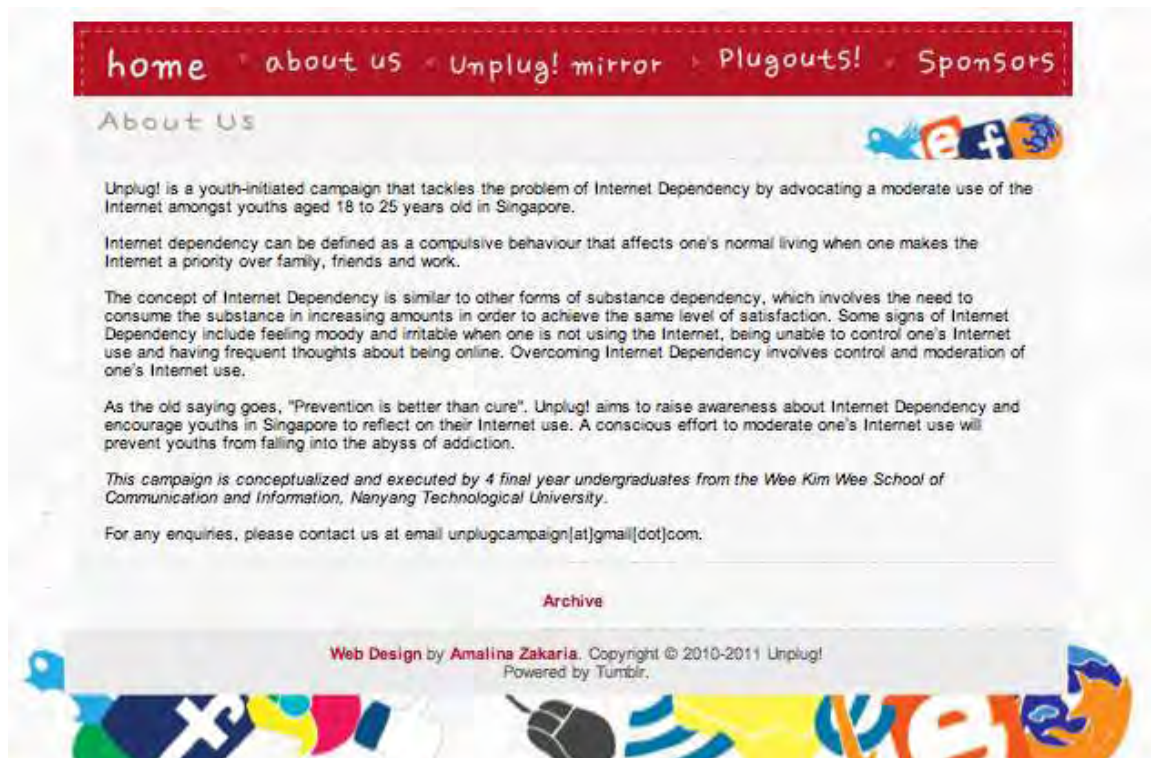 home about us Unplug! mirror Plugouts! Sponsors
About Us
Unplug! is a youth-initiated campaign that tackles the problem of Internet Dependency by advocating a moderate use of the
Internet amongst youths aged 18 to 25 years old in Singapore.
Internet dependency can be defined as a compulsive behaviour that affects one's normal living when one makes the
Internet a priority over family, friends and work.
The concept of Internet Dependency is similar to other forms of substance dependency, which involves the need to
consume the substance in increasing amounts in order to achieve the same level of satisfaction. Some signs of Internet
Dependency include feeling moody and irritable when one is not using the Internet, being unable to control one's Internet
use and having frequent thoughts about being online. Overcoming Internet Dependency involves control and moderation of
one's Internet use.
As the old saying goes, "Prevention is better than cure". Unplug! aims to raise awareness about Internet Dependency and
encourage youths in Singapore to reflect on their Internet use. A conscious effort to moderate one's Internet use will
prevent youths from falling into the abyss of addiction.
This campaign is conceptualized and executed by 4 final year undergraduates from the Wee Kim Wee School of
Communication and Information, Nanyang Technological University.
For any enquiries, please contact us at email unplugcampaign[at]gmail[dot]com.
Archive
Web Design by Amalina Zakaria. Copyright © 2010-2011 Unplug!
Powered by Tumblr.